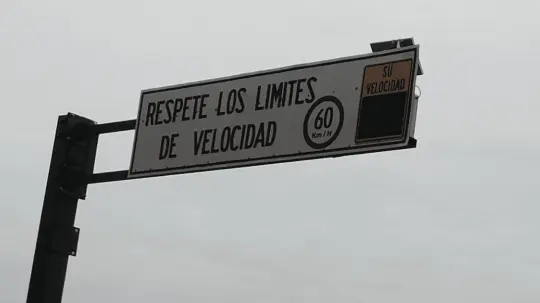 RESPETE LOS LIMITES
DE VELOCIDAD
60
Km/H
SU
VELOCIDAD